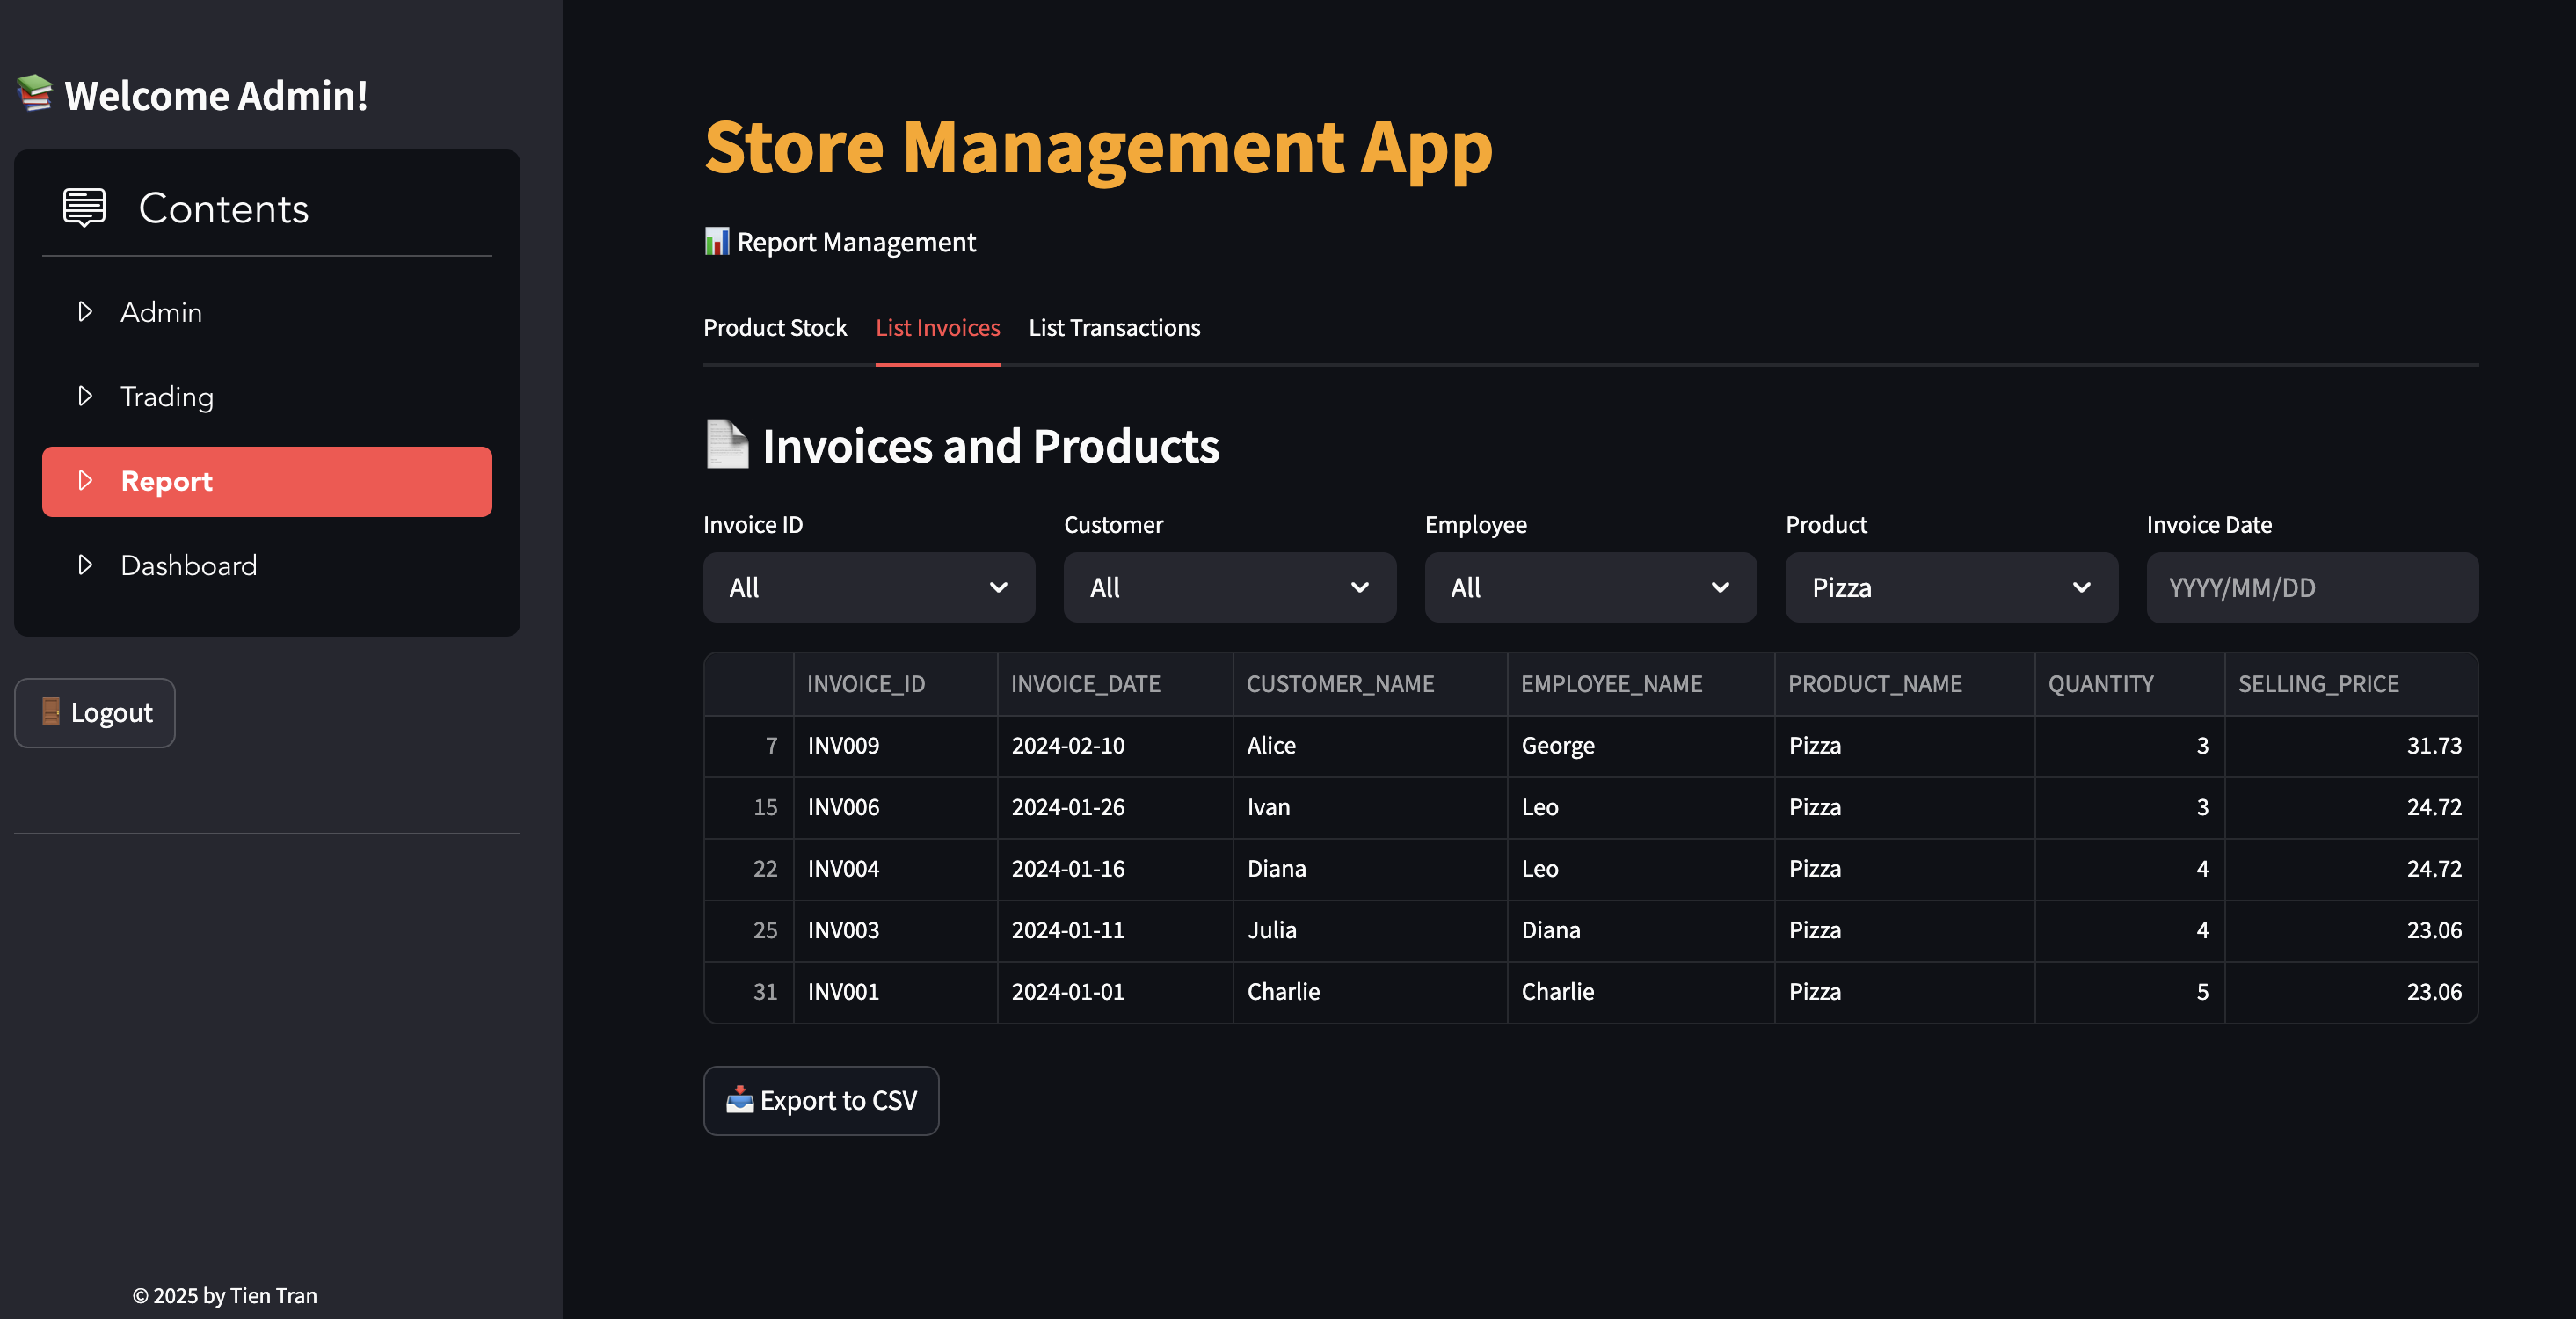 Welcome Admin!
Contents
Admin
Trading
Report
Dashboard
Logout
© 2025 by Tien Tran
Store Management App
Report Management
Product Stock List Invoices List Transactions
Invoices and Products
Invoice ID Customer Employee Product Invoice Date
All All All Pizza YYYY/MM/DD
INVOICE_ID INVOICE_DATE CUSTOMER_NAME EMPLOYEE_NAME PRODUCT_NAME QUANTITY SELLING_PRICE
7 INV009 2024-02-10 Alice George Pizza 3 31.73
15 INV006 2024-01-26 Ivan Leo Pizza 3 24.72
22 INV004 2024-01-16 Diana Leo Pizza 4 24.72
25 INV003 2024-01-11 Julia Diana Pizza 4 23.06
31 INV001 2024-01-01 Charlie Charlie Pizza 5 23.06
Export to CSV